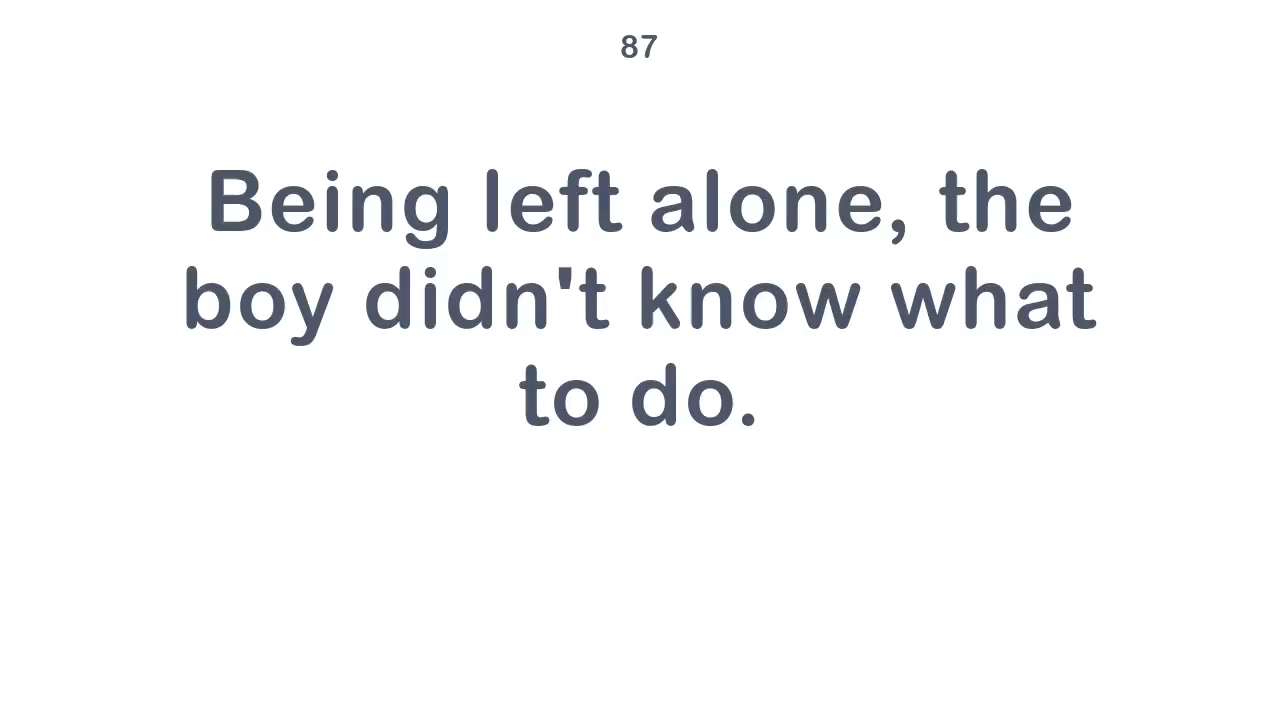 87
Being left alone, the
boy didn't know what
to do.